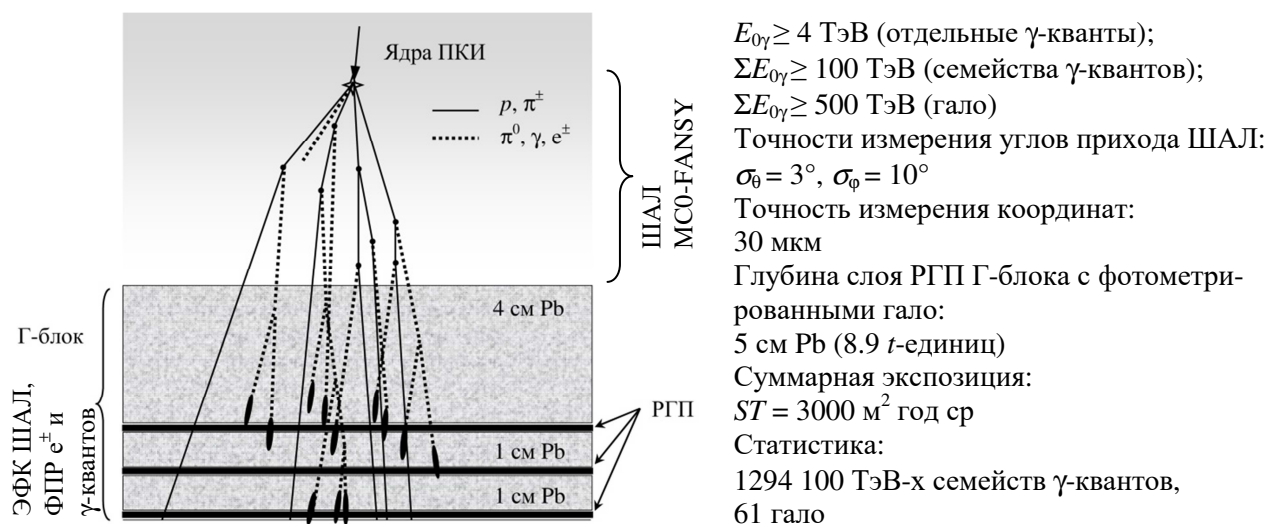 Ядра ПКИ
p, π±
π⁰, γ, e±
ШАЛ
MC0-FANSY
4 см Pb
Г-блок
ЭФК ШАЛ,
ФПР e± и
γ-квантов
РГП
1 см Pb
1 см Pb
E₀γ ≥ 4 ТэВ (отдельные γ-кванты);
ΣE₀γ ≥ 100 ТэВ (семейства γ-квантов);
ΣE₀γ ≥ 500 ТэВ (гало)
Точности измерения углов прихода ШАЛ:
σθ = 3°, σφ = 10°
Точность измерения координат:
30 мкм
Глубина слоя РГП Г-блока с фотометри-
рованными гало:
5 см Pb (8.9 t-единиц)
Суммарная экспозиция:
ST = 3000 м² год ср
Статистика:
1294 100 ТэВ-х семейств γ-квантов,
61 гало